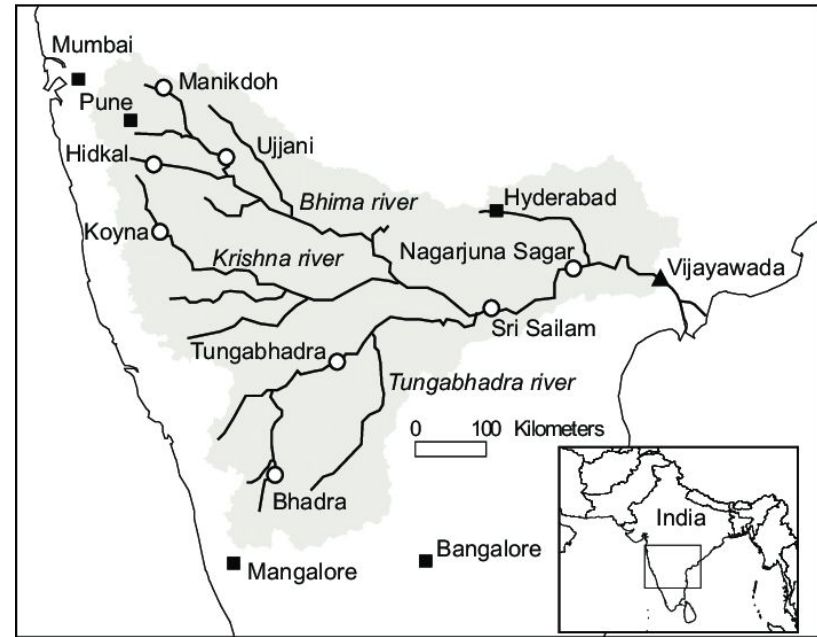 Mumbai
Manikdoh
Pune
Ujjani
Hidkal
Bhima river
Hyderabad
Koyna
Krishna river
Nagarjuna Sagar
Vijayawada
Sri Sailam
Tungabhadra
Tungabhadra river
0 100 Kilometers
Bhadra
India
Bangalore
Mangalore